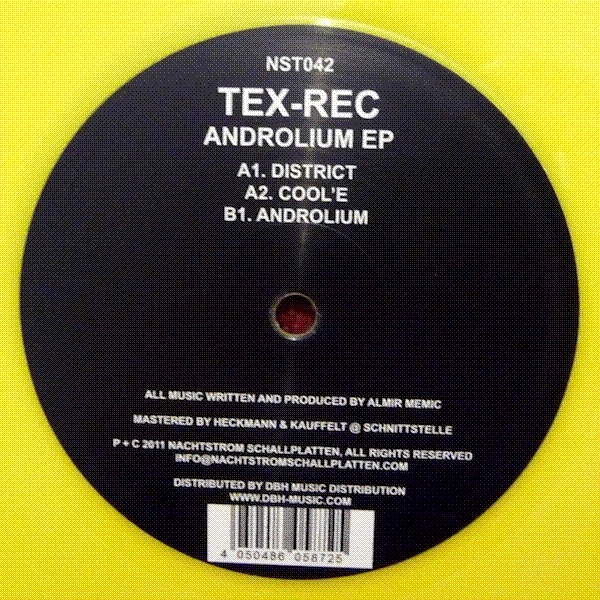 NST042
TEX-REC
ANDROLIUM EP
A1. DISTRICT
A2. COOL'E
B1. ANDROLIUM
ALL MUSIC WRITTEN AND PRODUCED BY ALMIR MEMIC
MASTERED BY HECKMANN & KAUFFELT @ SCHNITTSTELLE
P + C 2011 NACHTSTROM SCHALLPLATTEN, ALL RIGHTS RESERVED
INFO@NACHTSTROMSCHALLPLATTEN.COM
DISTRIBUTED BY DBH MUSIC DISTRIBUTION
WWW.DBH-MUSIC.COM
4 050486 058725